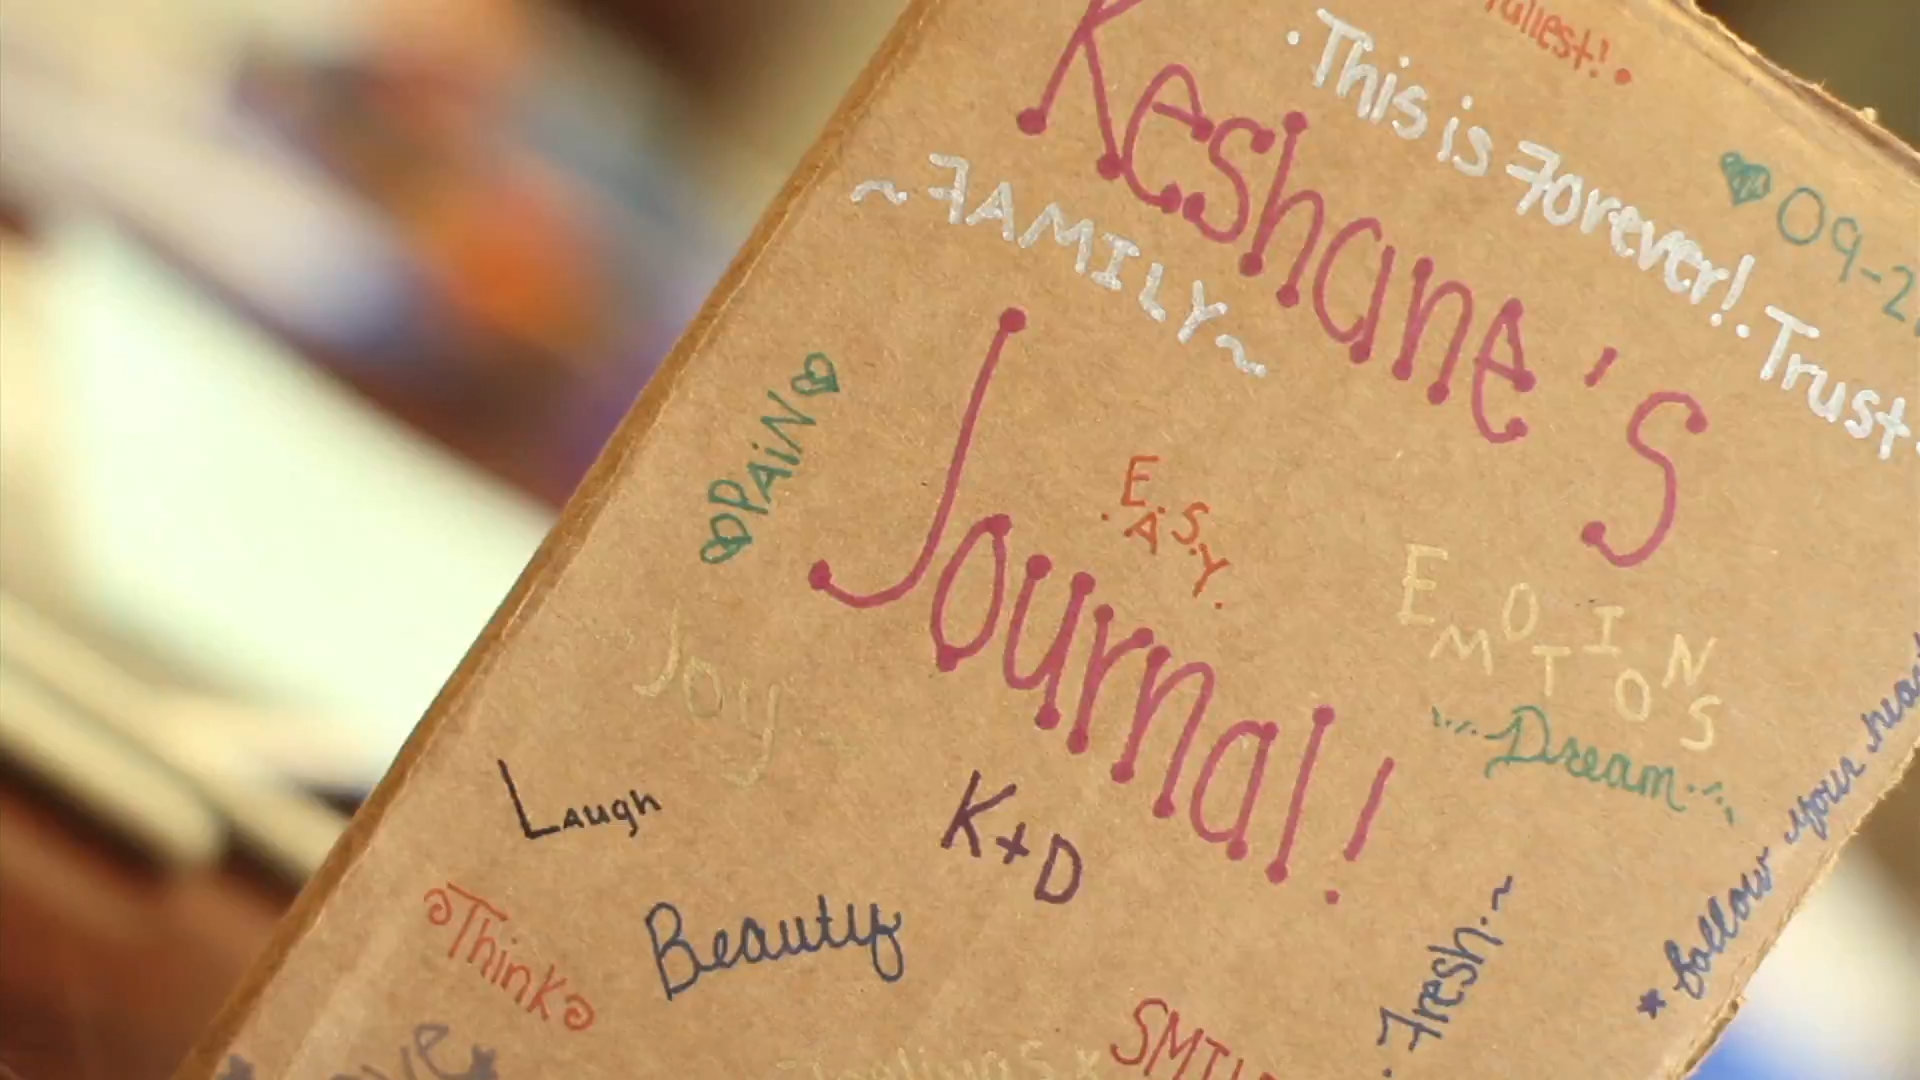 Keshane's
Journal!
·This is Forever!·
·Trust·
09-2
~FAMILY~
PAiN
E.A.S.Y.
EMOTIONS
Dream
Joy
Laugh
K+D
Think
Beauty
·Fresh·~
*follow your